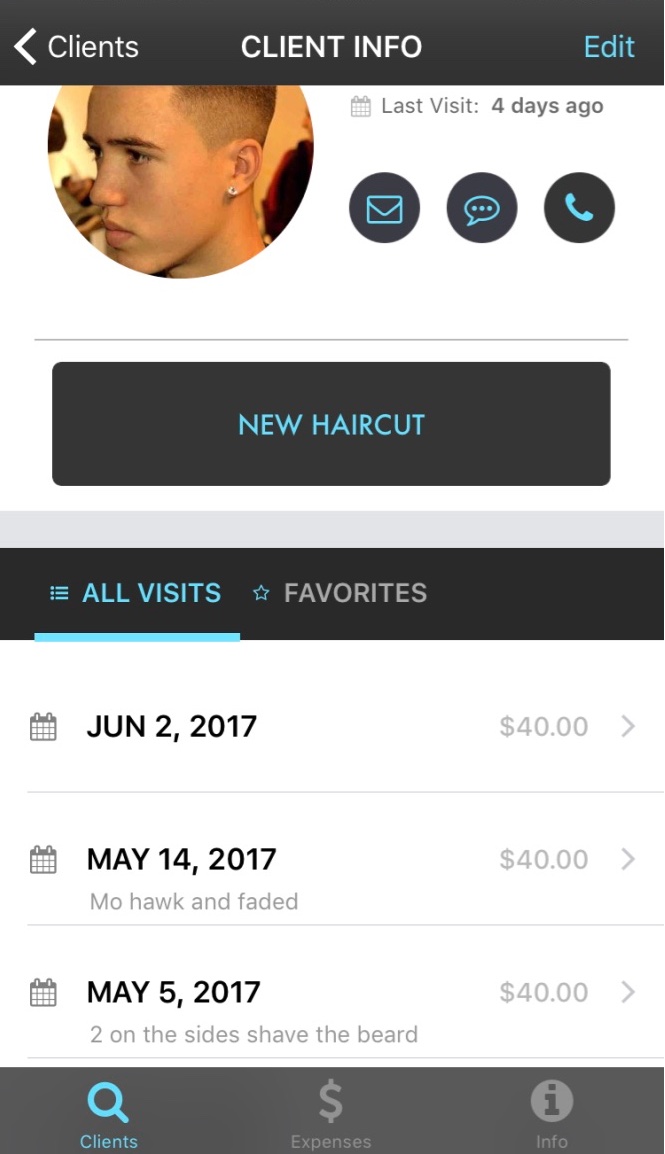 Clients
CLIENT INFO
Edit
Last Visit: 4 days ago
NEW HAIRCUT
ALL VISITS
FAVORITES
JUN 2, 2017
$40.00
MAY 14, 2017
$40.00
Mo hawk and faded
MAY 5, 2017
$40.00
2 on the sides shave the beard
Clients
Expenses
Info